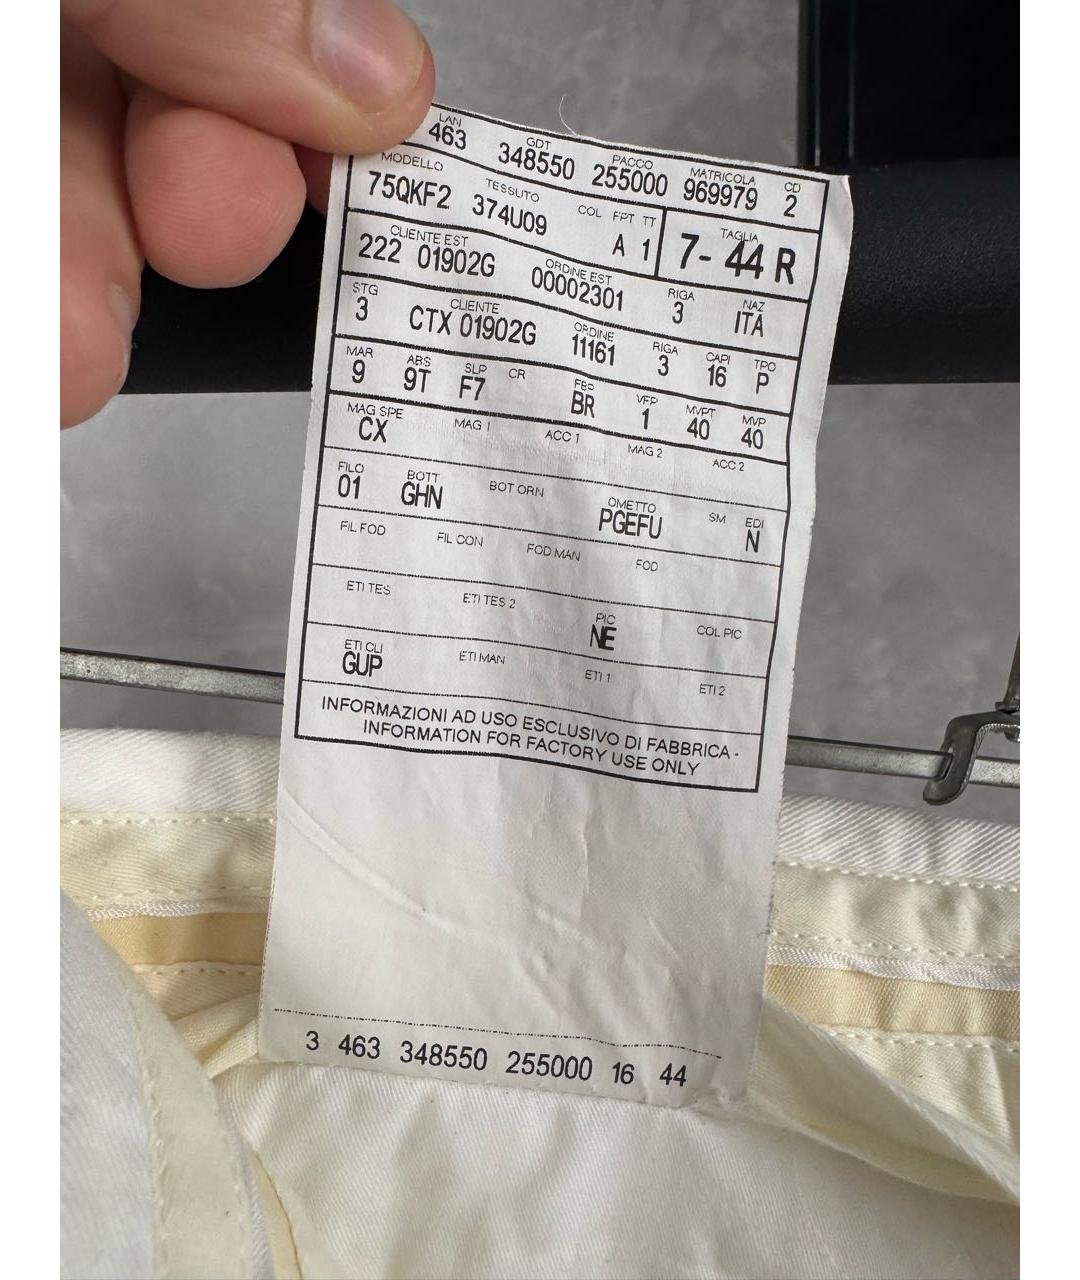 LAN GDT PACCO MATRICOLA CD
463 348550 255000 969979 2
MODELLO TESSUTO COL FPT TT TAGLIA
75QKF2 374U09 A 1 7- 44 R
CLIENTE EST ORDINE EST RIGA NAZ
222 01902G 00002301 3 ITA
STG CLIENTE ORDINE RIGA CAPI TPO
3 CTX 01902G 11161 3 16 P
MAR ABS SLP CR FBP VFP MVPT MVP
9 9T F7 BR 1 40 40
MAG SPE MAG 1 ACC 1 MAG 2 ACC 2
CX
FILO BOTT BOT ORN OMETTO SM EDI
01 GHN PGEFU N
FIL FOD FIL CON FOD MAN FOD
ETI TES ETI TES 2 PIC COL PIC
NE
ETI CLI ETI MAN ETI 1 ETI 2
GUP
INFORMAZIONI AD USO ESCLUSIVO DI FABBRICA -
INFORMATION FOR FACTORY USE ONLY
3 463 348550 255000 16 44